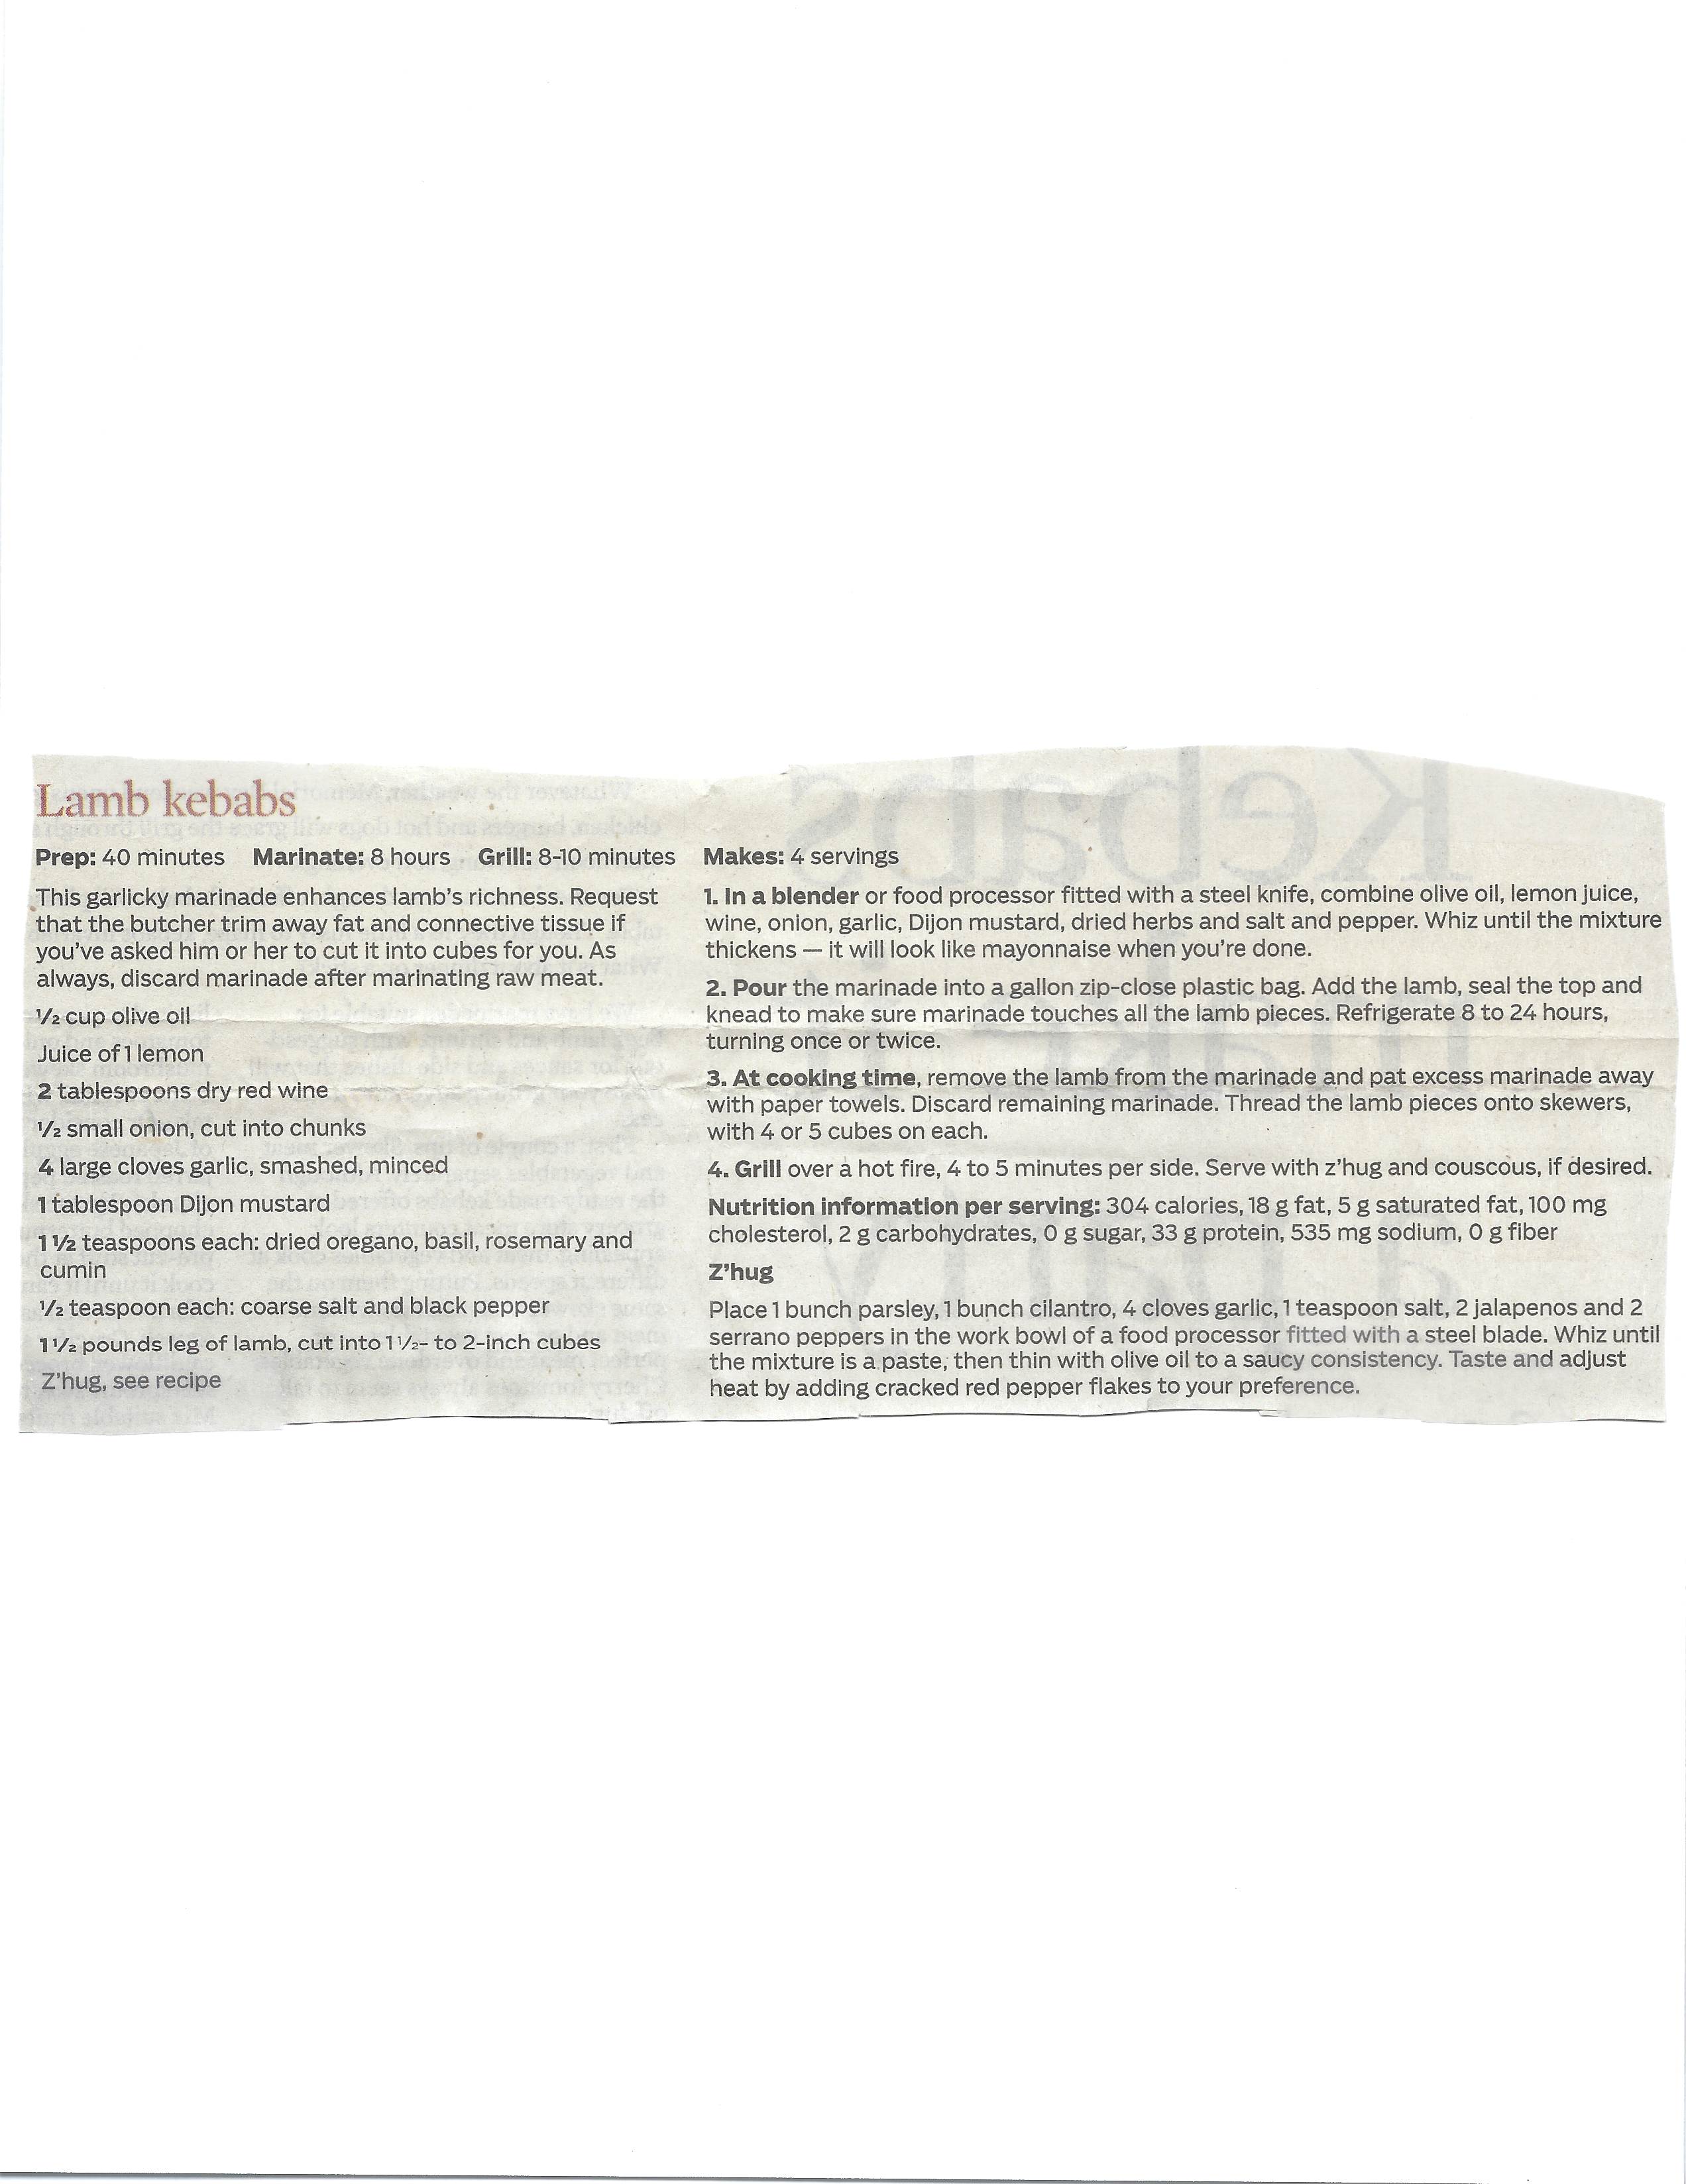 Lamb kebabs
Prep: 40 minutes Marinate: 8 hours Grill: 8-10 minutes Makes: 4 servings
This garlicky marinade enhances lamb's richness. Request
that the butcher trim away fat and connective tissue if
you've asked him or her to cut it into cubes for you. As
always, discard marinade after marinating raw meat.
½ cup olive oil
Juice of 1 lemon
2 tablespoons dry red wine
½ small onion, cut into chunks
4 large cloves garlic, smashed, minced
1 tablespoon Dijon mustard
1 ½ teaspoons each: dried oregano, basil, rosemary and
cumin
½ teaspoon each: coarse salt and black pepper
1 ½ pounds leg of lamb, cut into 1 ½- to 2-inch cubes
Z'hug, see recipe
1. In a blender or food processor fitted with a steel knife, combine olive oil, lemon juice,
wine, onion, garlic, Dijon mustard, dried herbs and salt and pepper. Whiz until the mixture
thickens — it will look like mayonnaise when you're done.
2. Pour the marinade into a gallon zip-close plastic bag. Add the lamb, seal the top and
knead to make sure marinade touches all the lamb pieces. Refrigerate 8 to 24 hours,
turning once or twice.
3. At cooking time, remove the lamb from the marinade and pat excess marinade away
with paper towels. Discard remaining marinade. Thread the lamb pieces onto skewers,
with 4 or 5 cubes on each.
4. Grill over a hot fire, 4 to 5 minutes per side. Serve with z'hug and couscous, if desired.
Nutrition information per serving: 304 calories, 18 g fat, 5 g saturated fat, 100 mg
cholesterol, 2 g carbohydrates, 0 g sugar, 33 g protein, 535 mg sodium, 0 g fiber
Z'hug
Place 1 bunch parsley, 1 bunch cilantro, 4 cloves garlic, 1 teaspoon salt, 2 jalapenos and 2
serrano peppers in the work bowl of a food processor fitted with a steel blade. Whiz until
the mixture is a paste, then thin with olive oil to a saucy consistency. Taste and adjust
heat by adding cracked red pepper flakes to your preference.